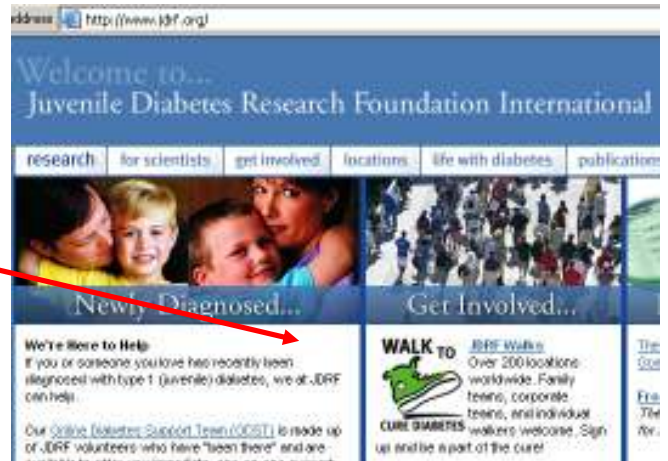 ddress http://www.jdrf.org/
Welcome to...
Juvenile Diabetes Research Foundation International
research for scientists get involved locations life with diabetes publications
Newly Diagnosed...
Get Involved...
We're Here to Help
If you or someone you love has recently been
diagnosed with type 1 (juvenile) diabetes, we at JDRF
can help.
Our Online Diabetes Support Team (ODST) is made up
of JDRF volunteers who have "been there" and are
WALK TO
CURE DIABETES
JDRF Walks
Over 200 locations
worldwide. Family
teams, corporate
teams, and individual
walkers welcome. Sign
up and be a part of the cure!
The